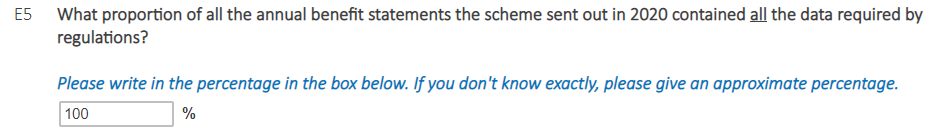 E5 What proportion of all the annual benefit statements the scheme sent out in 2020 contained all the data required by
regulations?
Please write in the percentage in the box below. If you don't know exactly, please give an approximate percentage.
100 %